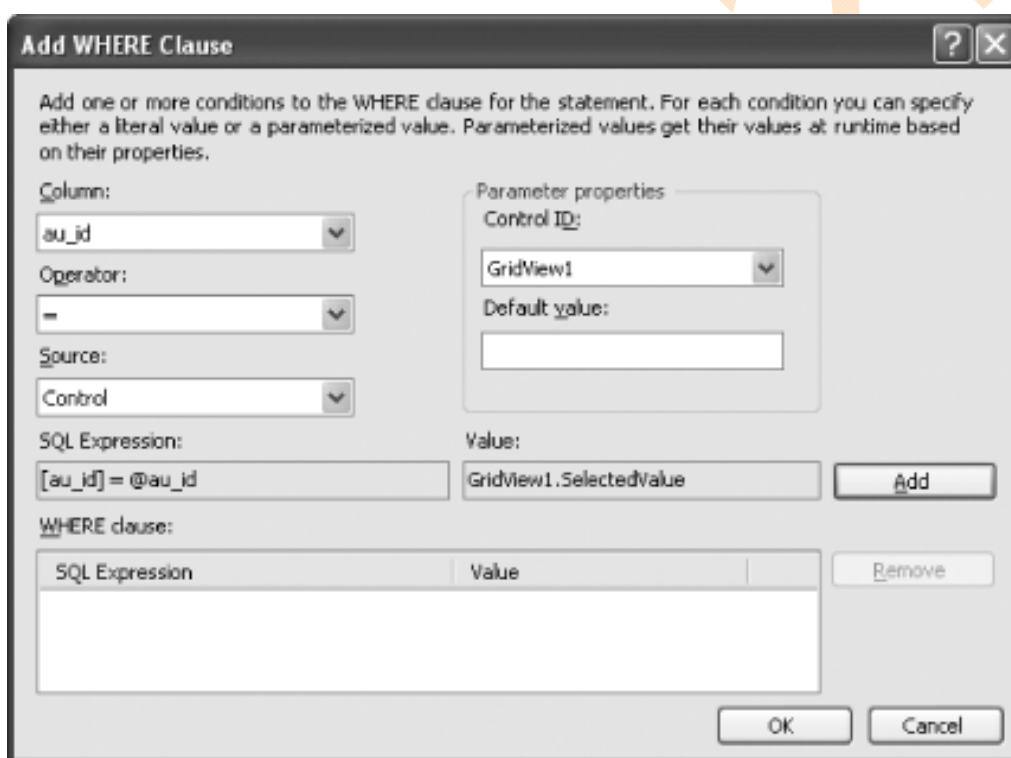 Add WHERE Clause
Add one or more conditions to the WHERE clause for the statement. For each condition you can specify
either a literal value or a parameterized value. Parameterized values get their values at runtime based
on their properties.
Column:
au_id
Operator:
=
Source:
Control
Parameter properties
Control ID:
GridView1
Default value:
SQL Expression:
[au_id] = @au_id
Value:
GridView1.SelectedValue
Add
WHERE clause:
SQL Expression Value
Remove
OK Cancel